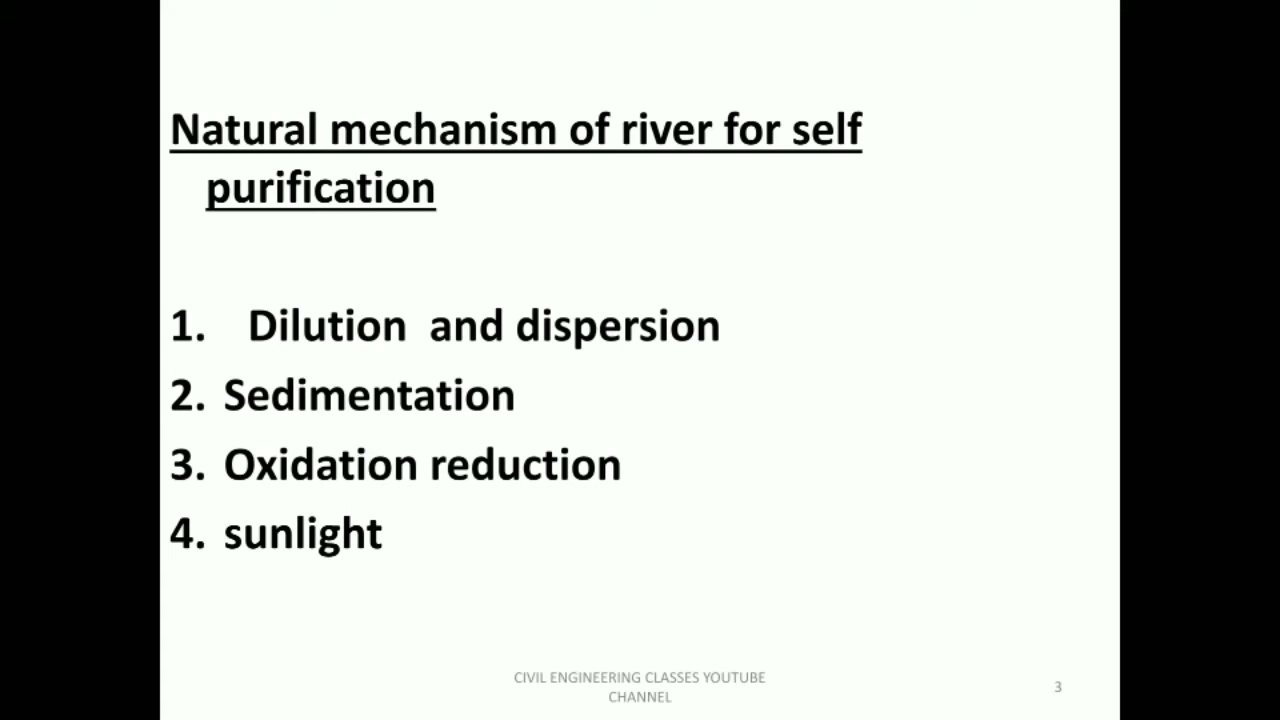 Natural mechanism of river for self
purification
1. Dilution and dispersion
2. Sedimentation
3. Oxidation reduction
4. sunlight
CIVIL ENGINEERING CLASSES YOUTUBE
CHANNEL
3